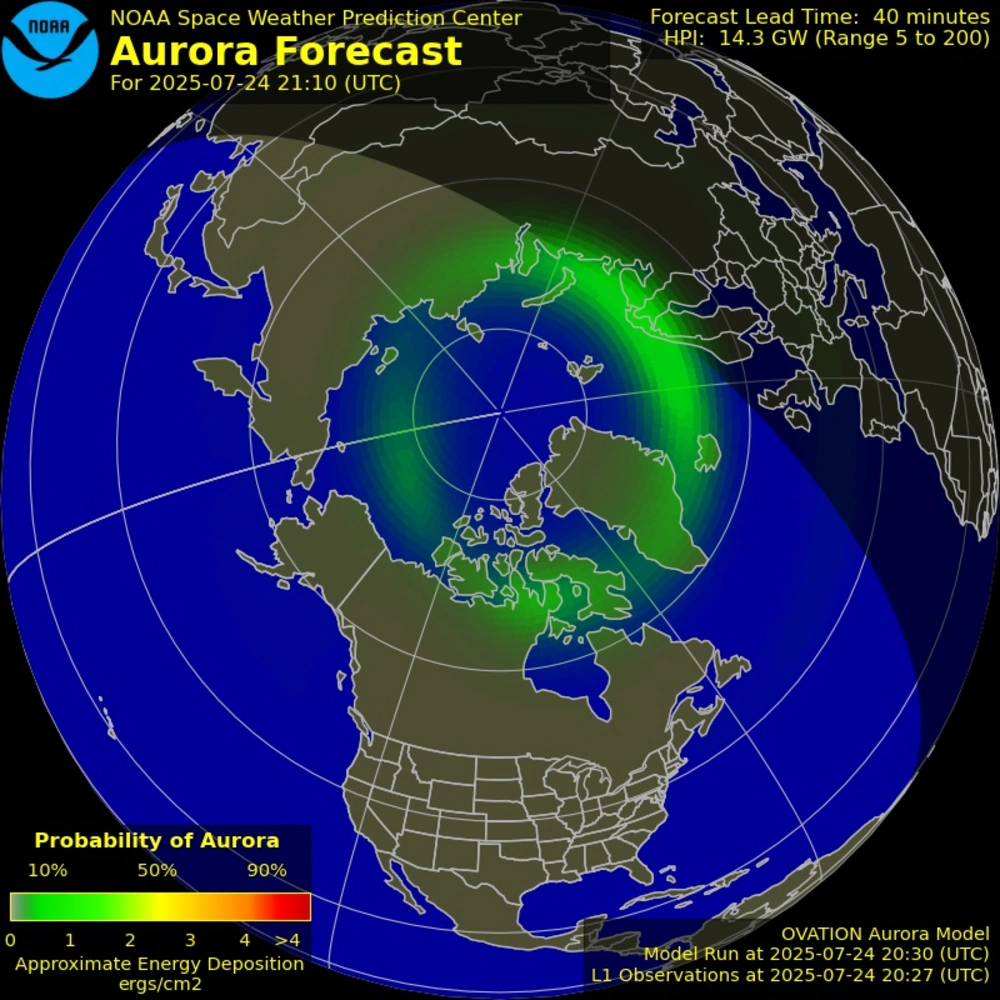 NOAA
NOAA Space Weather Prediction Center
Aurora Forecast
For 2025-07-24 21:10 (UTC)
Forecast Lead Time: 40 minutes
HPI: 14.3 GW (Range 5 to 200)
Probability of Aurora
10% 50% 90%
0 1 2 3 4 >4
Approximate Energy Deposition
ergs/cm2
OVATION Aurora Model
Model Run at 2025-07-24 20:30 (UTC)
L1 Observations at 2025-07-24 20:27 (UTC)